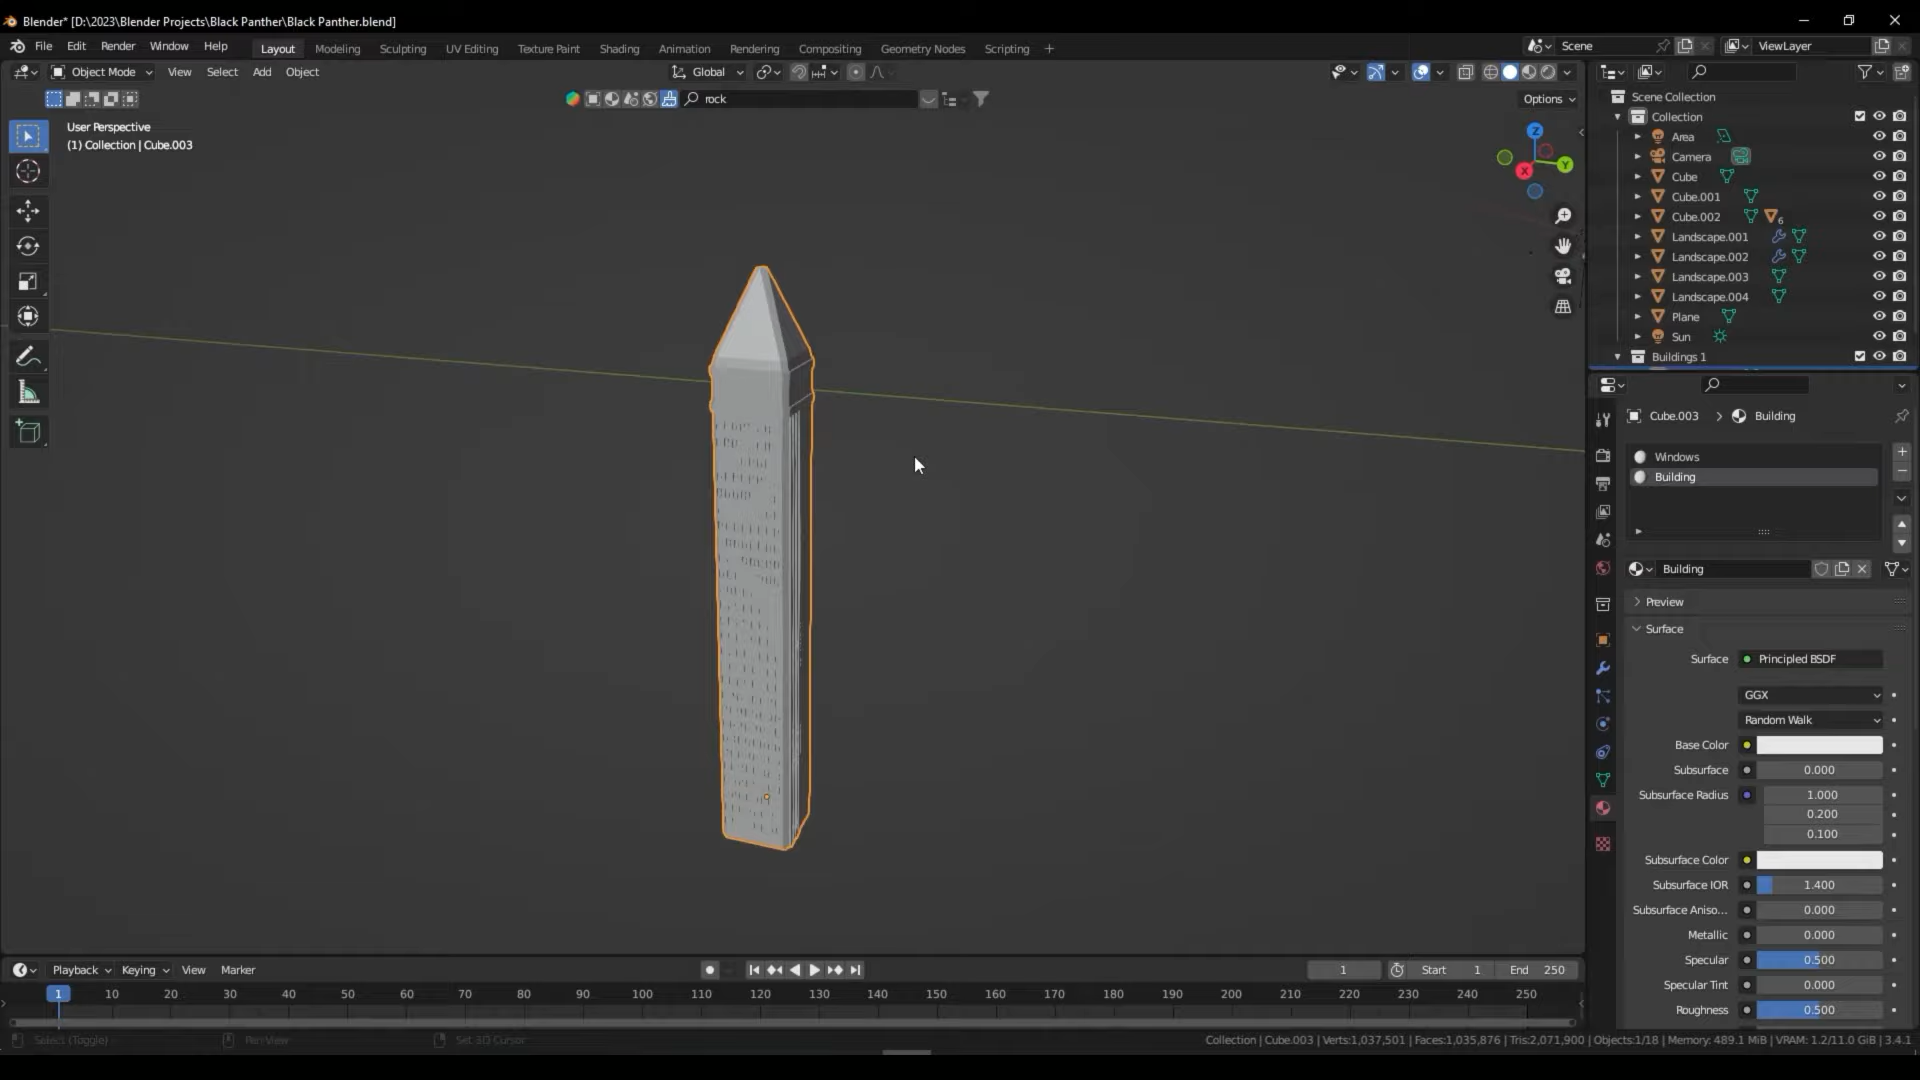 Blender* [D:\2023\Blender Projects\Black Panther\Black Panther.blend]
File Edit Render Window Help Layout Modeling Sculpting UV Editing Texture Paint Shading Animation Rendering Compositing Geometry Nodes Scripting + Scene ViewLayer
Object Mode View Select Add Object Global
rock Options
User Perspective
(1) Collection | Cube.003
Z
Y
X
Scene Collection
Collection
Area
Camera
Cube
Cube.001
Cube.002 6
Landscape.001
Landscape.002
Landscape.003
Landscape.004
Plane
Sun
Buildings 1
Cube.003 > Building
Windows
Building
Building
Preview
Surface
Surface Principled BSDF
GGX
Random Walk
Base Color
Subsurface 0.000
Subsurface Radius 1.000
0.200
0.100
Subsurface Color
Subsurface IOR 1.400
Subsurface Aniso... 0.000
Metallic 0.000
Specular 0.500
Specular Tint 0.000
Roughness 0.500
Playback Keying View Marker 1 Start 1 End 250
1 10 20 30 40 50 60 70 80 90 100 110 120 130 140 150 160 170 180 190 200 210 220 230 240 250
Select (Toggle) Pan View Set 3D Cursor Collection | Cube.003 | Verts:1,037,501 | Faces:1,035,876 | Tris:2,071,900 | Objects:1/18 | Memory: 489.1 MiB | VRAM: 1.2/11.0 GiB | 3.4.1